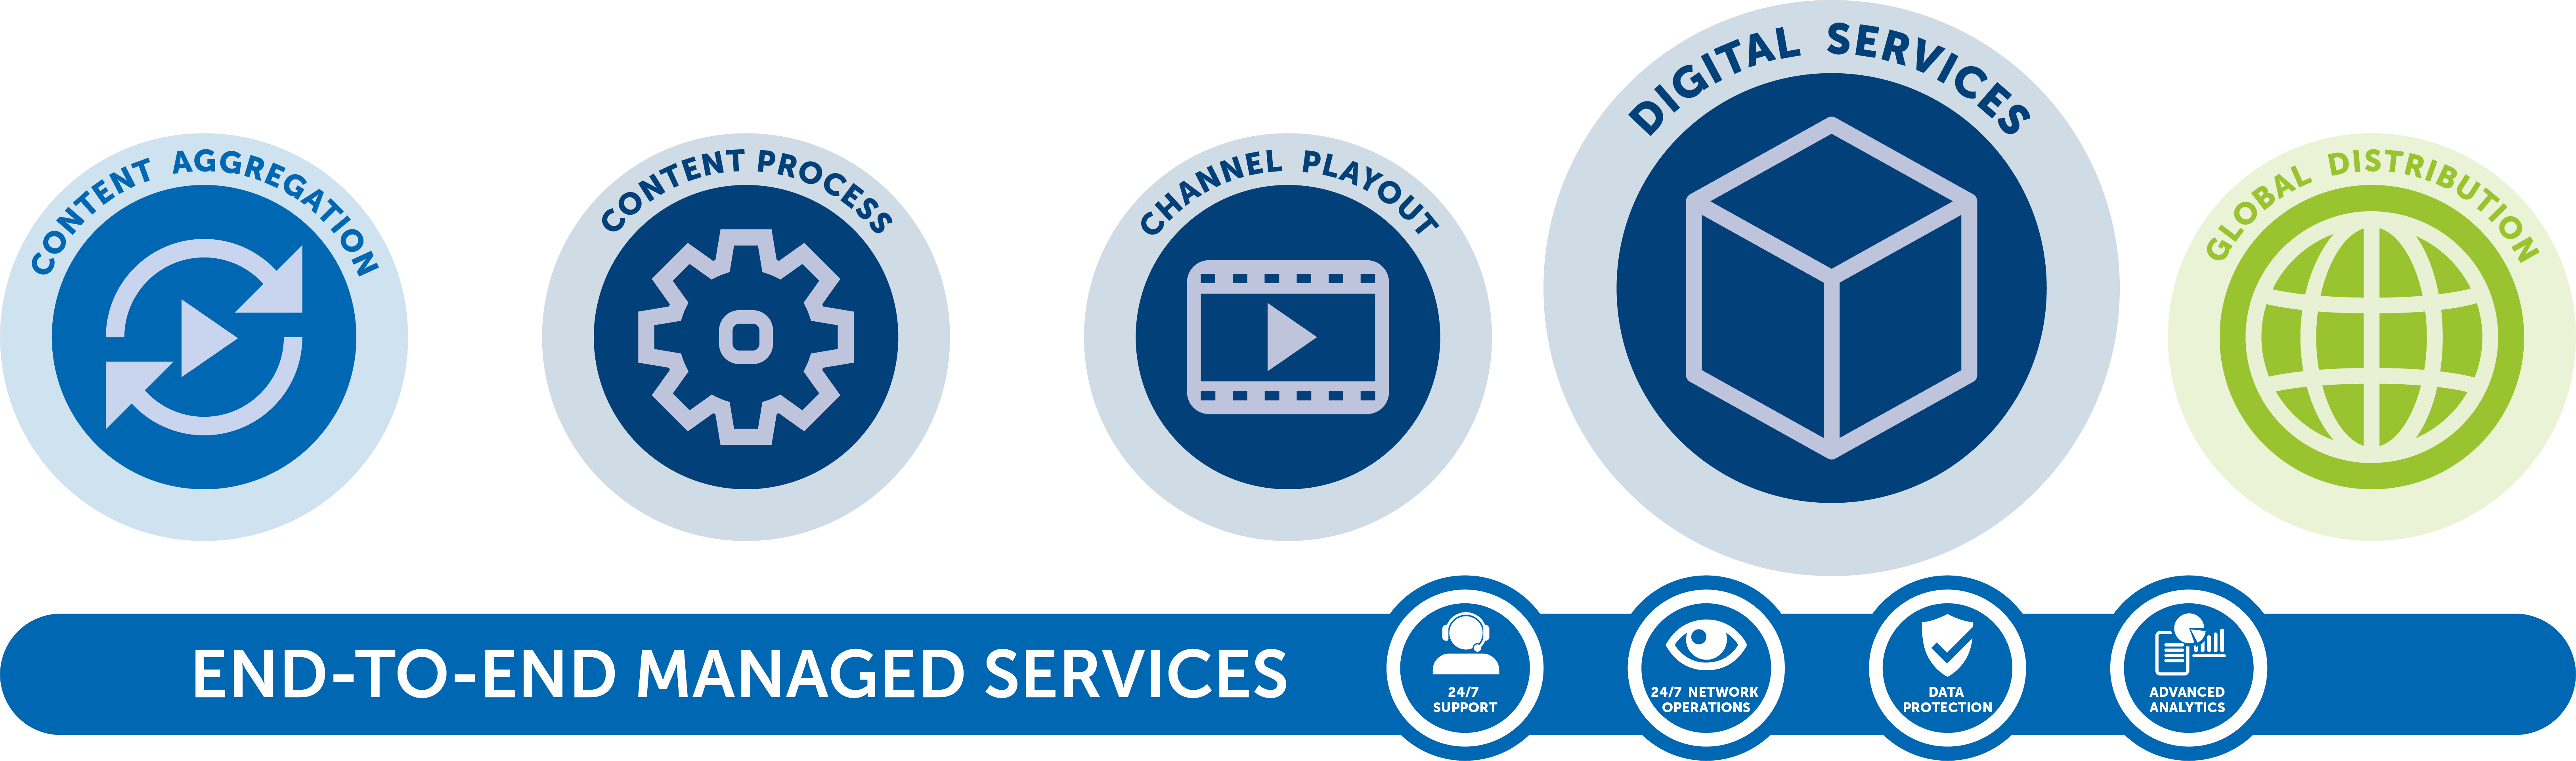 CONTENT AGGREGATION
CONTENT PROCESS
CHANNEL PLAYOUT
DIGITAL SERVICES
GLOBAL DISTRIBUTION
END-TO-END MANAGED SERVICES
24/7
SUPPORT
24/7 NETWORK
OPERATIONS
DATA
PROTECTION
ADVANCED
ANALYTICS